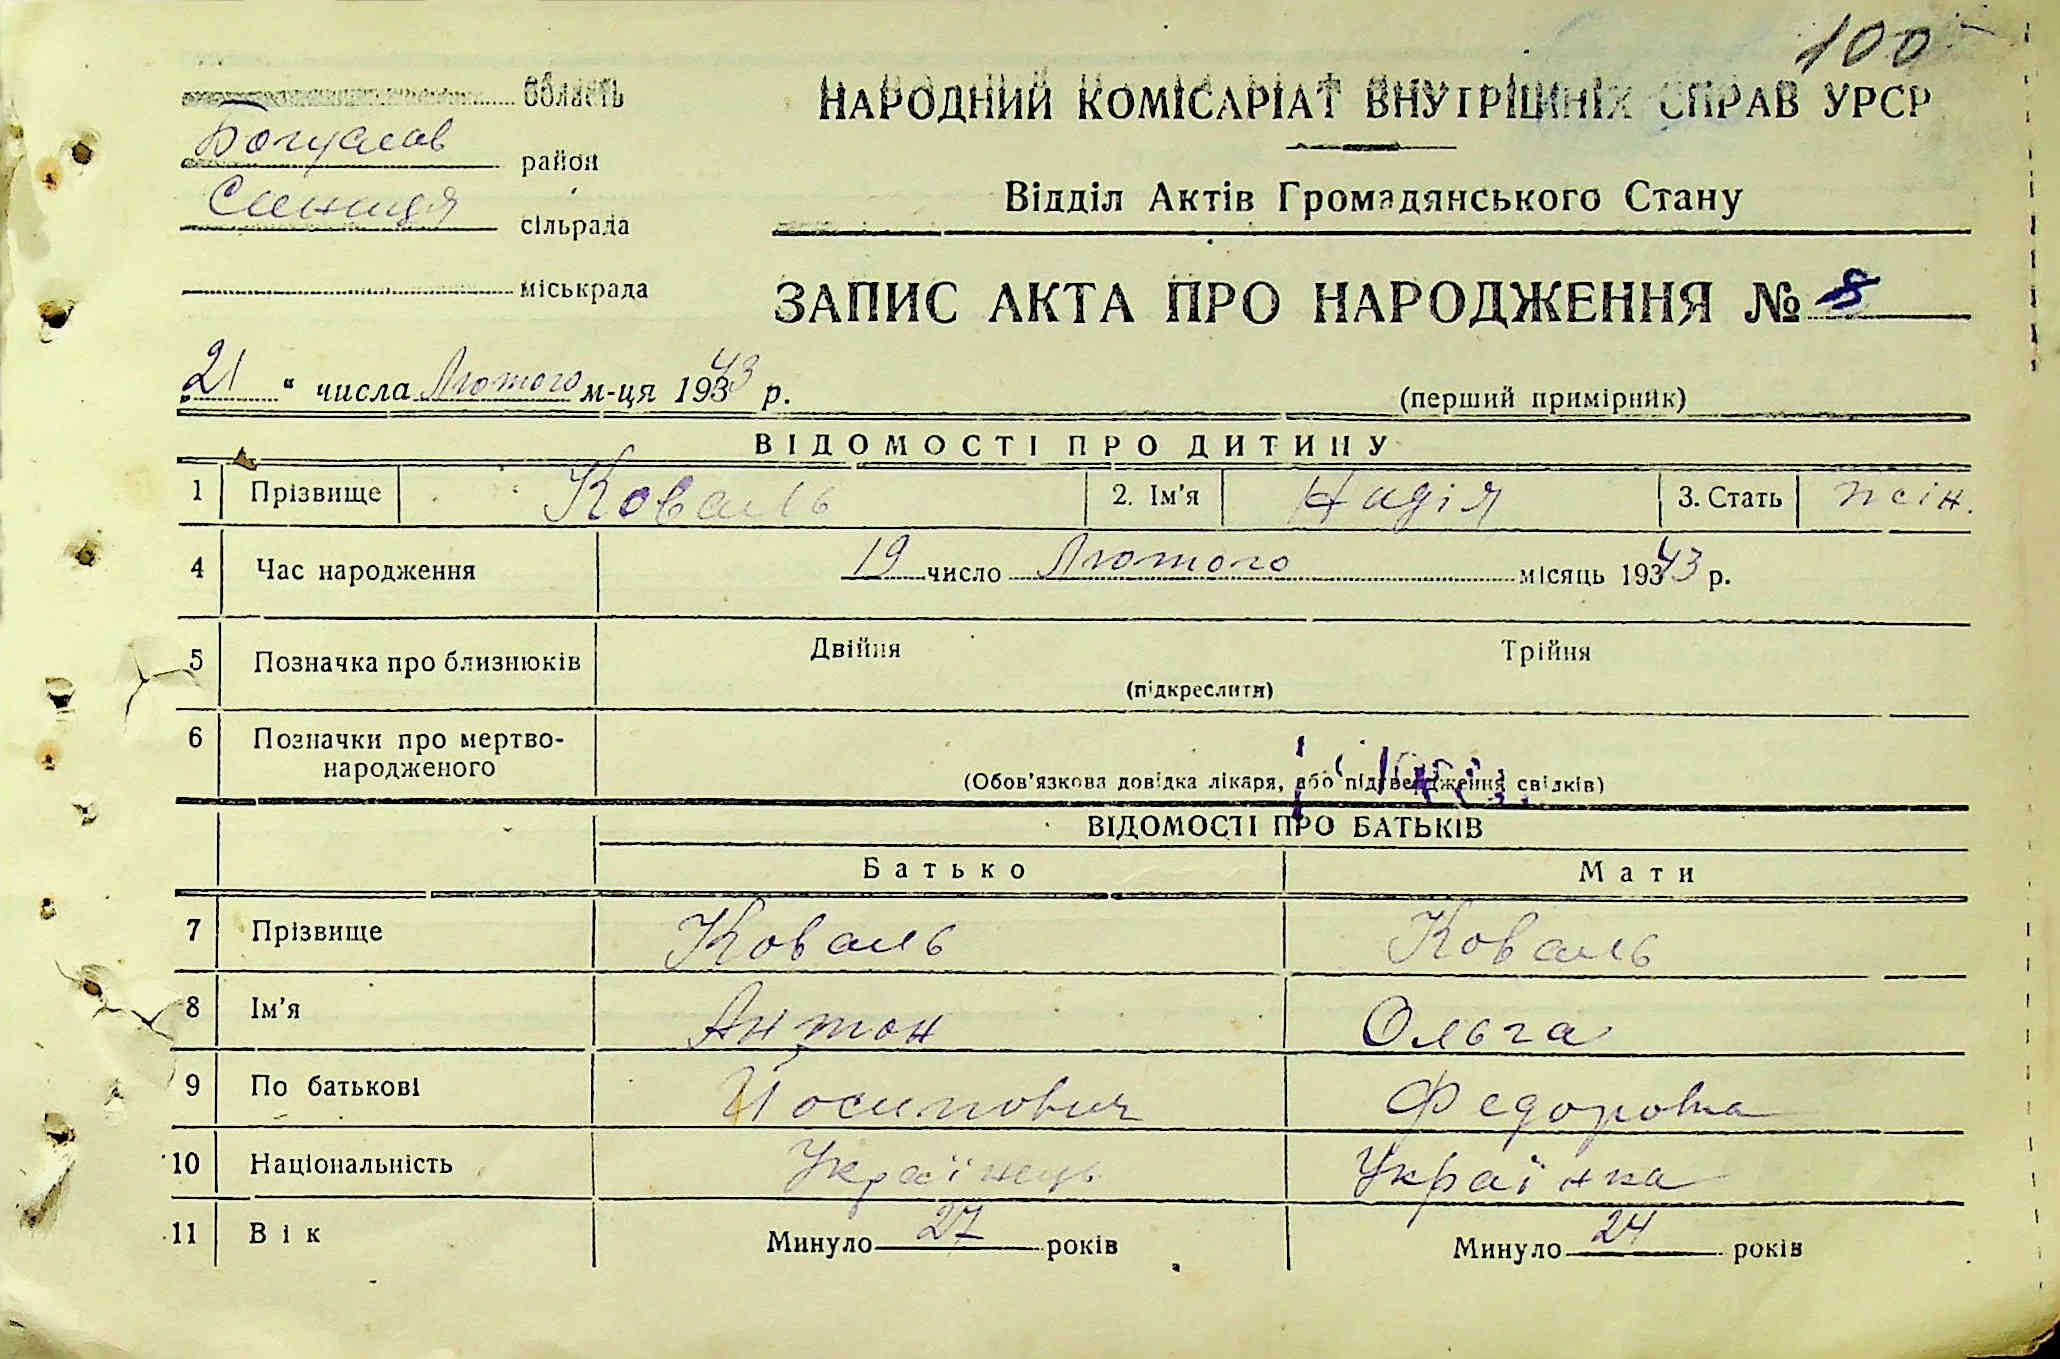 100
область
НАРОДНИЙ КОМІСАРІАТ ВНУТРІШНІХ СПРАВ УРСР
Богуслав район
Синиця сільрада
Відділ Актів Громадянського Стану
міськрада
ЗАПИС АКТА ПРО НАРОДЖЕННЯ № 8
„21“ числа Лютого м-ця 1943 р.
(перший примірник)
ВІДОМОСТІ ПРО ДИТИНУ
1 Прізвище Коваль 2. Ім'я Надія 3. Стать жін.
4 Час народження 19 число Лютого місяць 1943 р.
5 Позначка про близнюків Двійня Трійня
(підкреслити)
6 Позначки про мертво-
народженого
(Обов'язкова довідка лікаря, або підтвердження свідків)
ВІДОМОСТІ ПРО БАТЬКІВ
Батько Мати
7 Прізвище Коваль Коваль
8 Ім'я Антон Ольга
9 По батькові Йосипович Федоровна
10 Національність Українець Українка
11 Вік Минуло 27 років Минуло 24 років